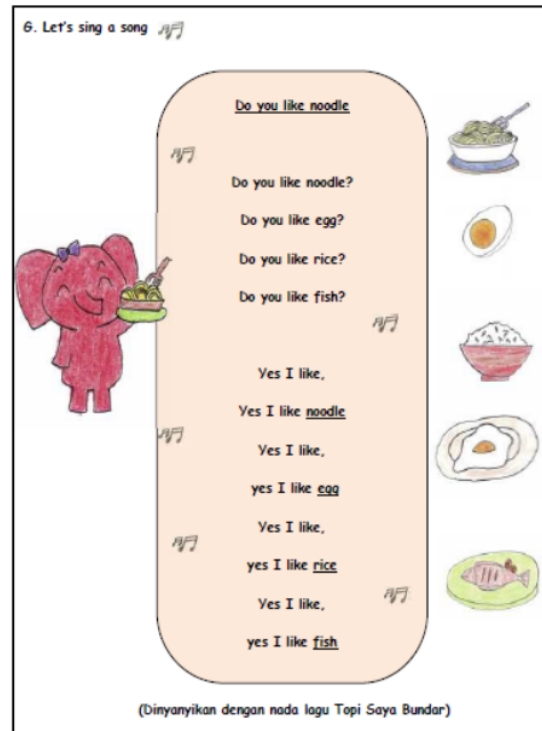 6. Let's sing a song
Do you like noodle
Do you like noodle?
Do you like egg?
Do you like rice?
Do you like fish?
Yes I like,
Yes I like noodle
Yes I like,
yes I like egg
Yes I like,
yes I like rice
Yes I like,
yes I like fish
(Dinyanyikan dengan nada lagu Topi Saya Bundar)